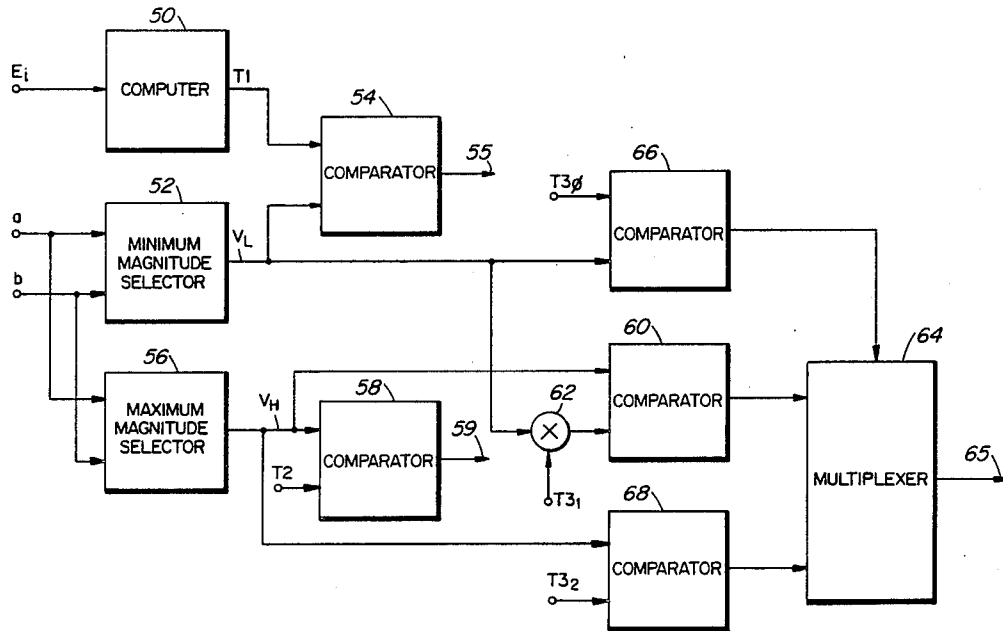 50
Ei
COMPUTER
T1
54
COMPARATOR
55
66
T3ø
COMPARATOR
52
a
b
MINIMUM
MAGNITUDE
SELECTOR
VL
60
COMPARATOR
64
56
MAXIMUM
MAGNITUDE
SELECTOR
VH
58
COMPARATOR
59
T2
62
×
T31
MULTIPLEXER
65
68
COMPARATOR
T32